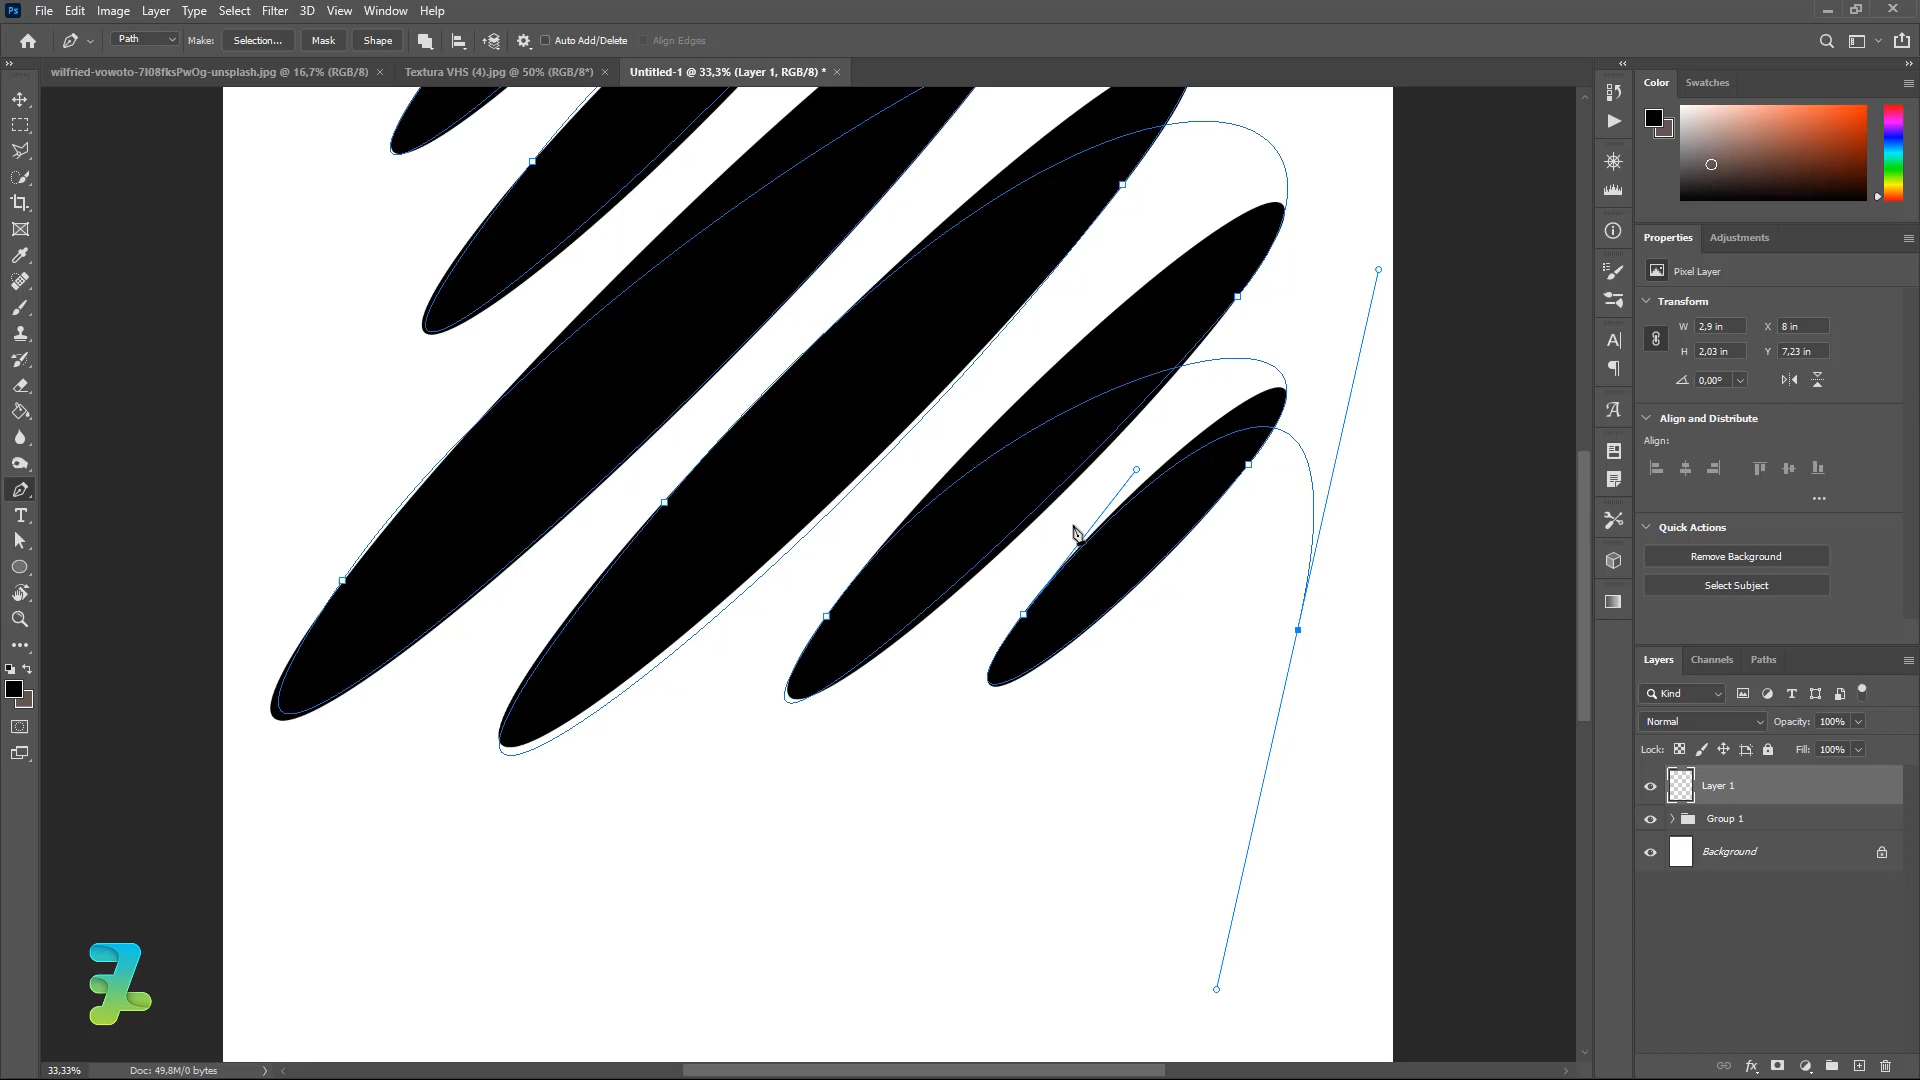 Ps File Edit Image Layer Type Select Filter 3D View Window Help
Path Make: Selection... Mask Shape Auto Add/Delete Align Edges
wilfried-vowoto-7I08fksPwOg-unsplash.jpg @ 16,7% (RGB/8) × Textura VHS (4).jpg @ 50% (RGB/8*) × Untitled-1 @ 33,3% (Layer 1, RGB/8) * ×
Color Swatches
Properties Adjustments
Pixel Layer
Transform
W 2,9 in X 8 in
H 2,03 in Y 7,23 in
0,00°
Align and Distribute
Align:
Quick Actions
Remove Background
Select Subject
Layers Channels Paths
Kind
Normal Opacity: 100%
Lock: Fill: 100%
Layer 1
Group 1
Background
33,33% Doc: 49,8M/0 bytes